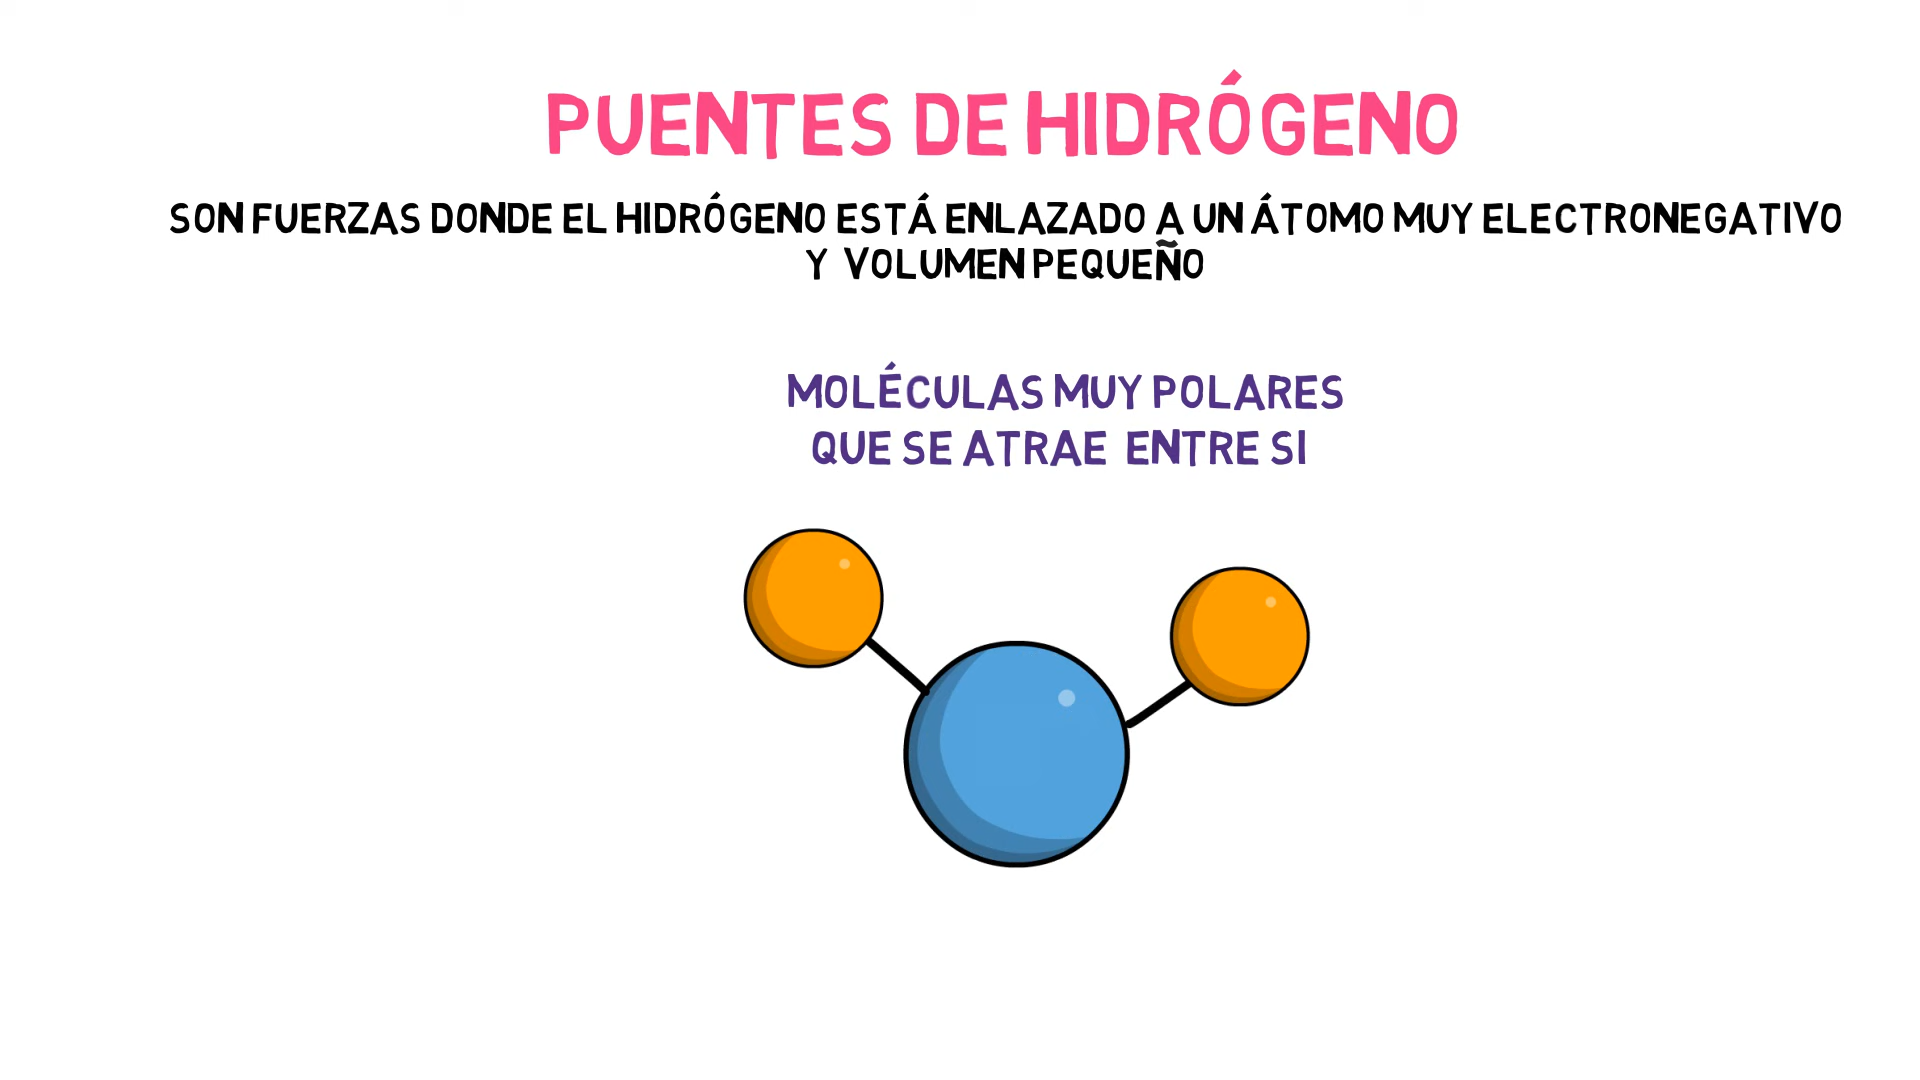 PUENTES DE HIDRÓGENO
SON FUERZAS DONDE EL HIDRÓGENO ESTÁ ENLAZADO A UN ÁTOMO MUY ELECTRONEGATIVO
Y VOLUMEN PEQUEÑO
MOLÉCULAS MUY POLARES
QUE SE ATRAE ENTRE SI